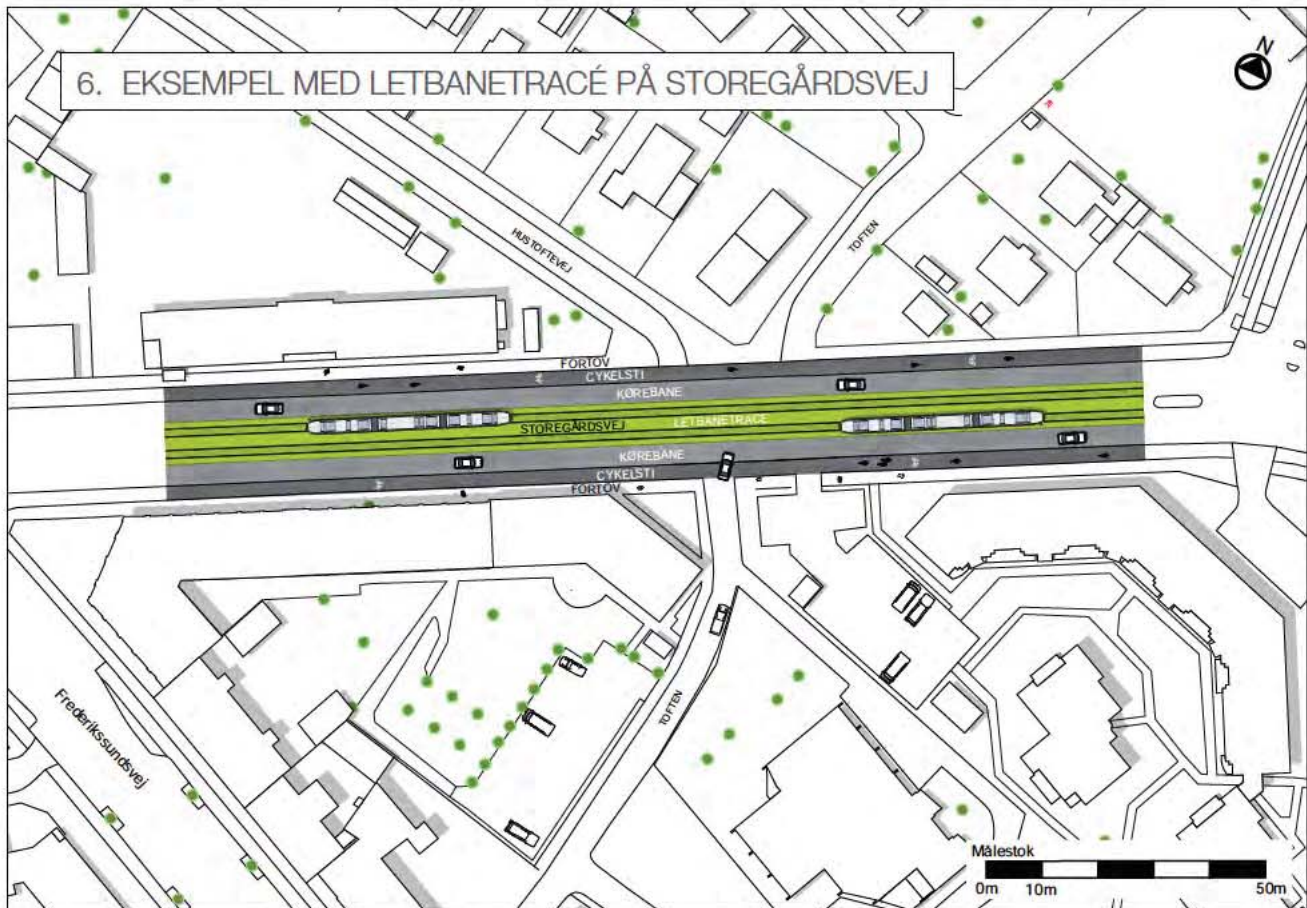 6. EKSEMPEL MED LETBANETRACÉ PÅ STOREGÅRDSVEJ
N
HUSTOFTEVEJ
TOFTEN
FORTOV
CYKELSTI
KØREBANE
STOREGÅRDSVEJ
LETBANETRACE
KØREBANE
CYKELSTI
FORTOV
TOFTEN
Frederikssundsvej
Målestok
0m 10m 50m